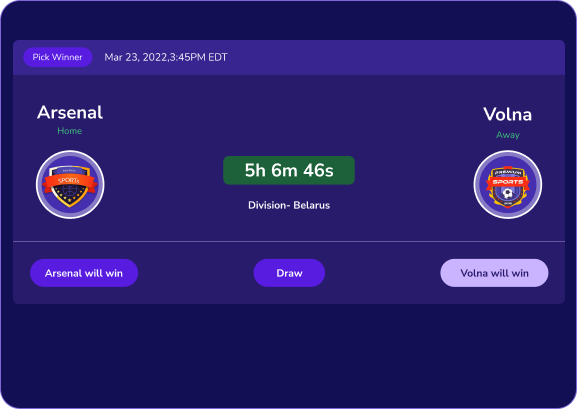 Pick Winner
Mar 23, 2022,3:45PM EDT
Arsenal
Home
Volna
Away
SPORTs
PREMIUM
SPORTS
5h 6m 46s
Division- Belarus
Arsenal will win
Draw
Volna will win